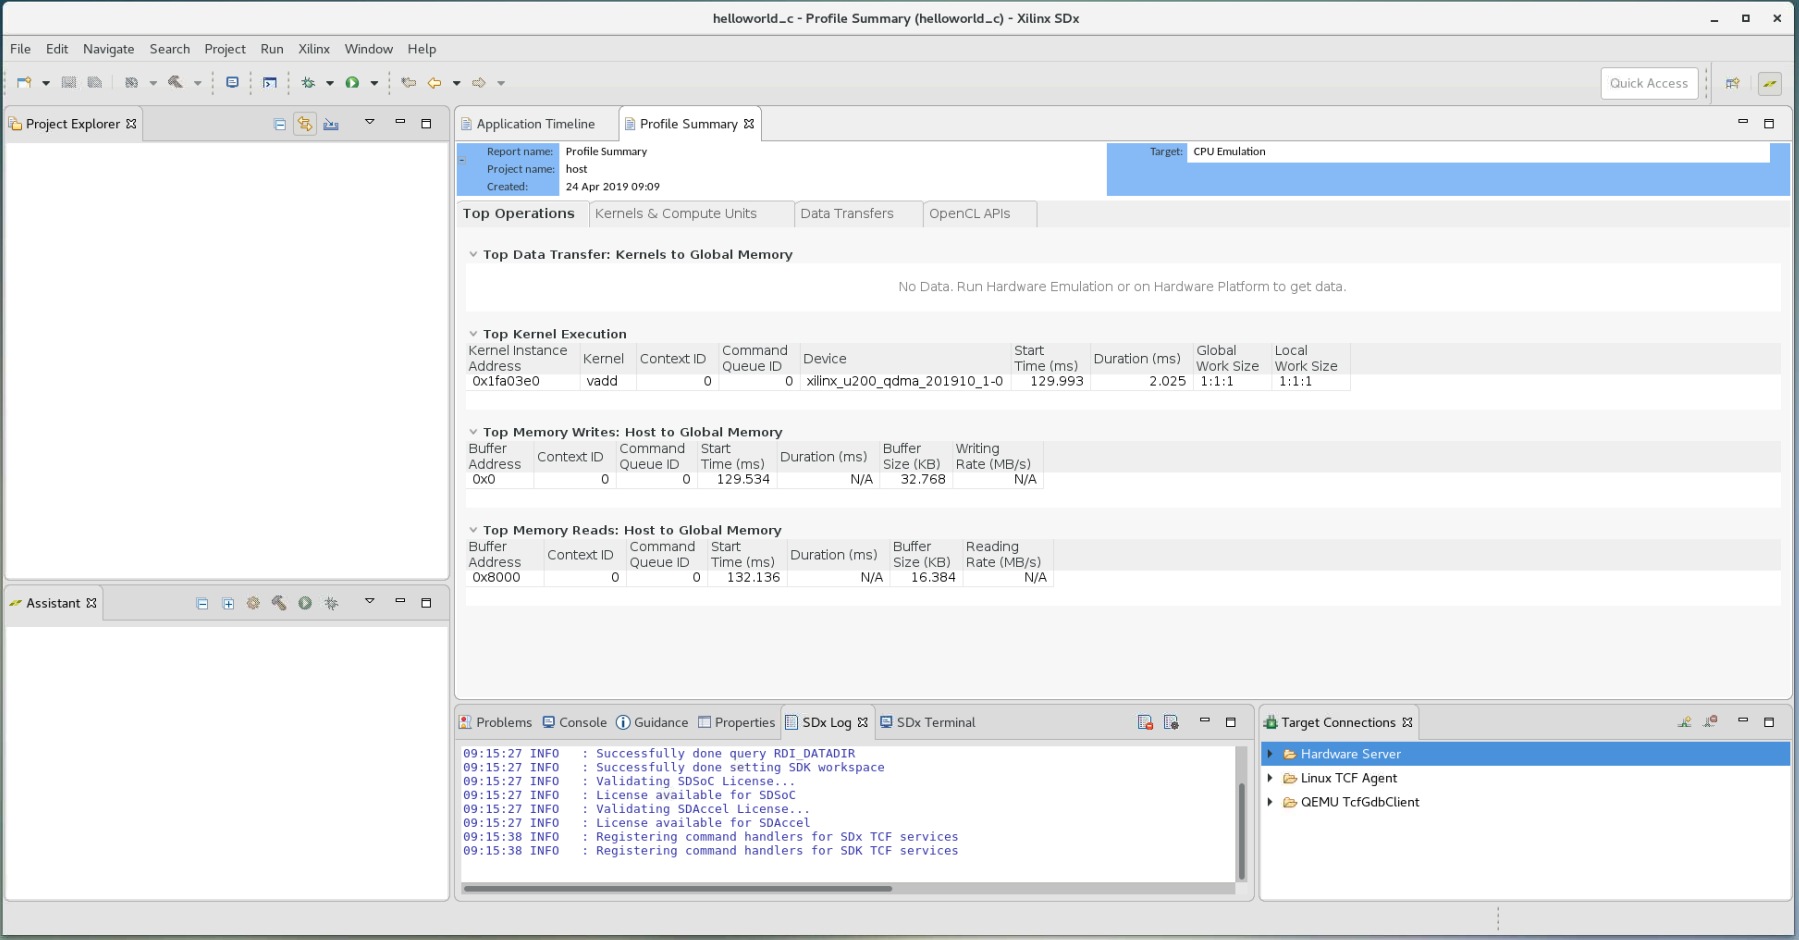 helloworld_c - Profile Summary (helloworld_c) - Xilinx SDx
File Edit Navigate Search Project Run Xilinx Window Help
Quick Access
Project Explorer
Application Timeline
Profile Summary
Report name: Profile Summary
Project name: host
Created: 24 Apr 2019 09:09
Target: CPU Emulation
Top Operations
Kernels & Compute Units
Data Transfers
OpenCL APIs
Top Data Transfer: Kernels to Global Memory
No Data. Run Hardware Emulation or on Hardware Platform to get data.
Top Kernel Execution
Kernel Instance Address Kernel Context ID Command Queue ID Device Start Time (ms) Duration (ms) Global Work Size Local Work Size
0x1fa03e0 vadd 0 0 xilinx_u200_qdma_201910_1-0 129.993 2.025 1:1:1 1:1:1
Top Memory Writes: Host to Global Memory
Buffer Address Context ID Command Queue ID Start Time (ms) Duration (ms) Buffer Size (KB) Writing Rate (MB/s)
0x0 0 0 129.534 N/A 32.768 N/A
Top Memory Reads: Host to Global Memory
Buffer Address Context ID Command Queue ID Start Time (ms) Duration (ms) Buffer Size (KB) Reading Rate (MB/s)
0x8000 0 0 132.136 N/A 16.384 N/A
Assistant
Problems Console Guidance Properties SDx Log SDx Terminal
09:15:27 INFO : Successfully done query RDI_DATADIR
09:15:27 INFO : Successfully done setting SDK workspace
09:15:27 INFO : Validating SDSoC License...
09:15:27 INFO : License available for SDSoC
09:15:27 INFO : Validating SDAccel License...
09:15:27 INFO : License available for SDAccel
09:15:38 INFO : Registering command handlers for SDx TCF services
09:15:38 INFO : Registering command handlers for SDK TCF services
Target Connections
Hardware Server
Linux TCF Agent
QEMU TcfGdbClient